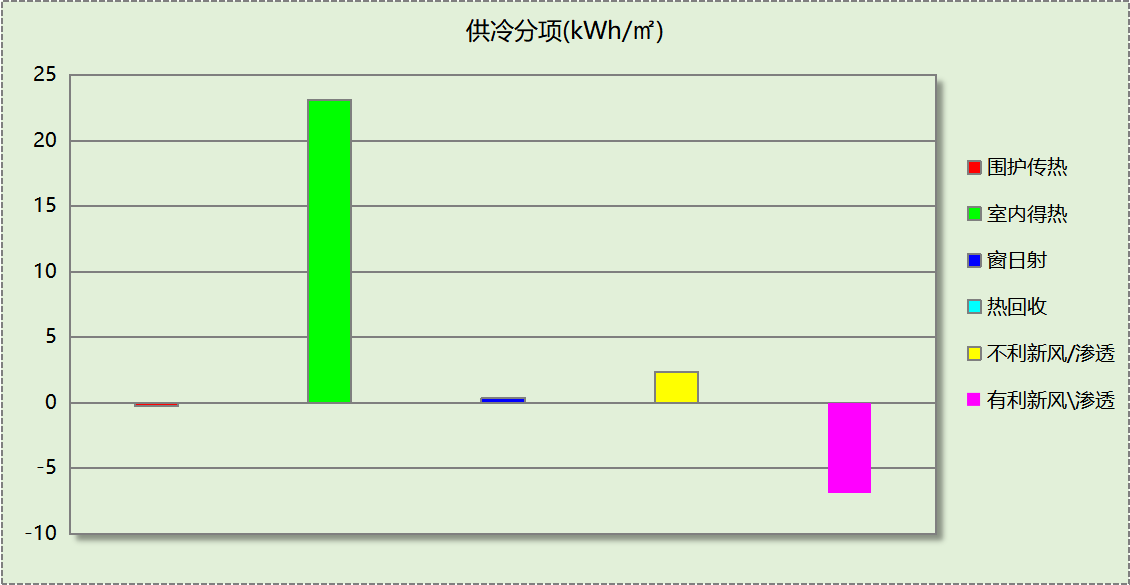 供冷分项(kWh/㎡)
25
20
15
10
5
0
-5
-10
围护传热
室内得热
窗日射
热回收
不利新风/渗透
有利新风\渗透